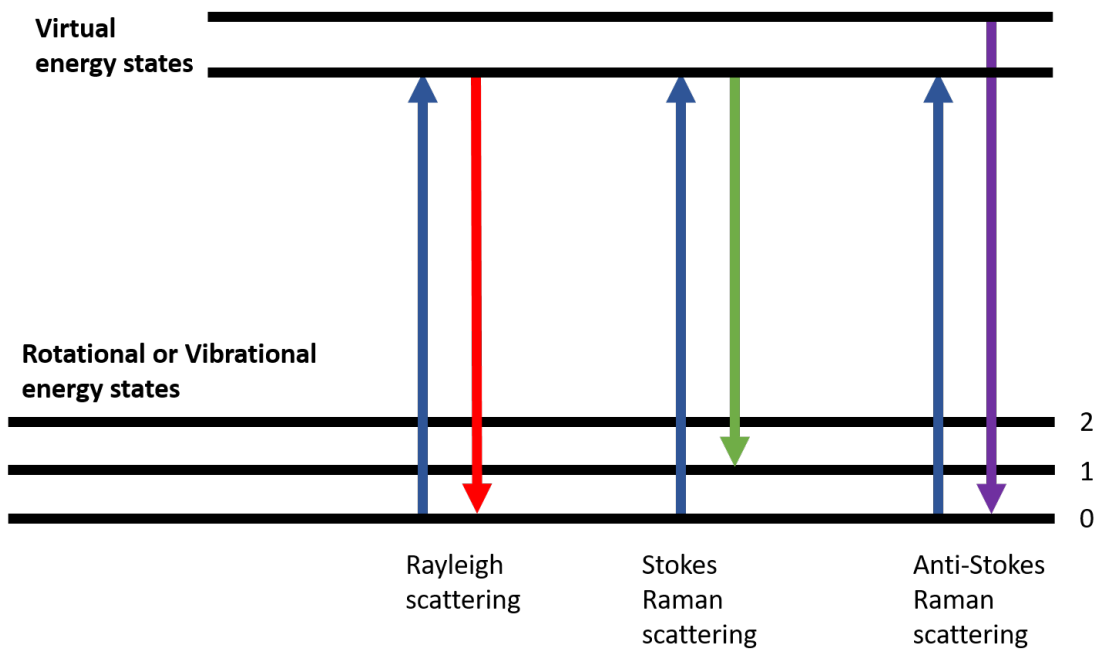 Virtual
energy states
Rotational or Vibrational
energy states
2
1
0
Rayleigh
scattering
Stokes
Raman
scattering
Anti-Stokes
Raman
scattering